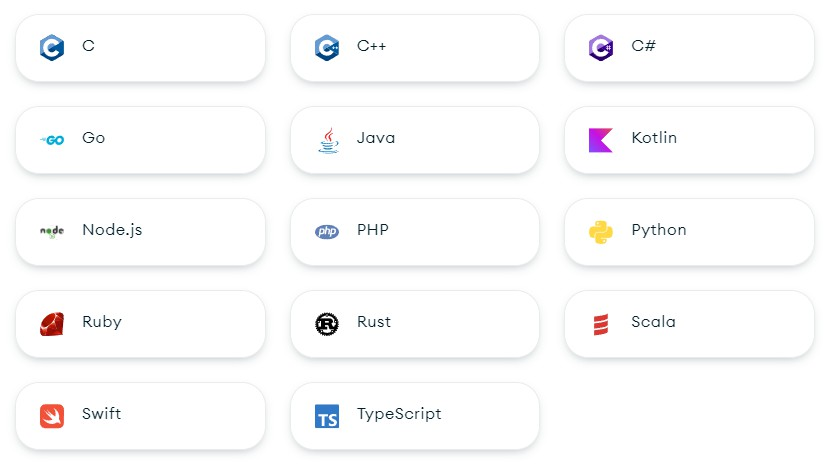 C
C++
C#
Go
Java
Kotlin
Node.js
PHP
Python
Ruby
Rust
Scala
Swift
TypeScript